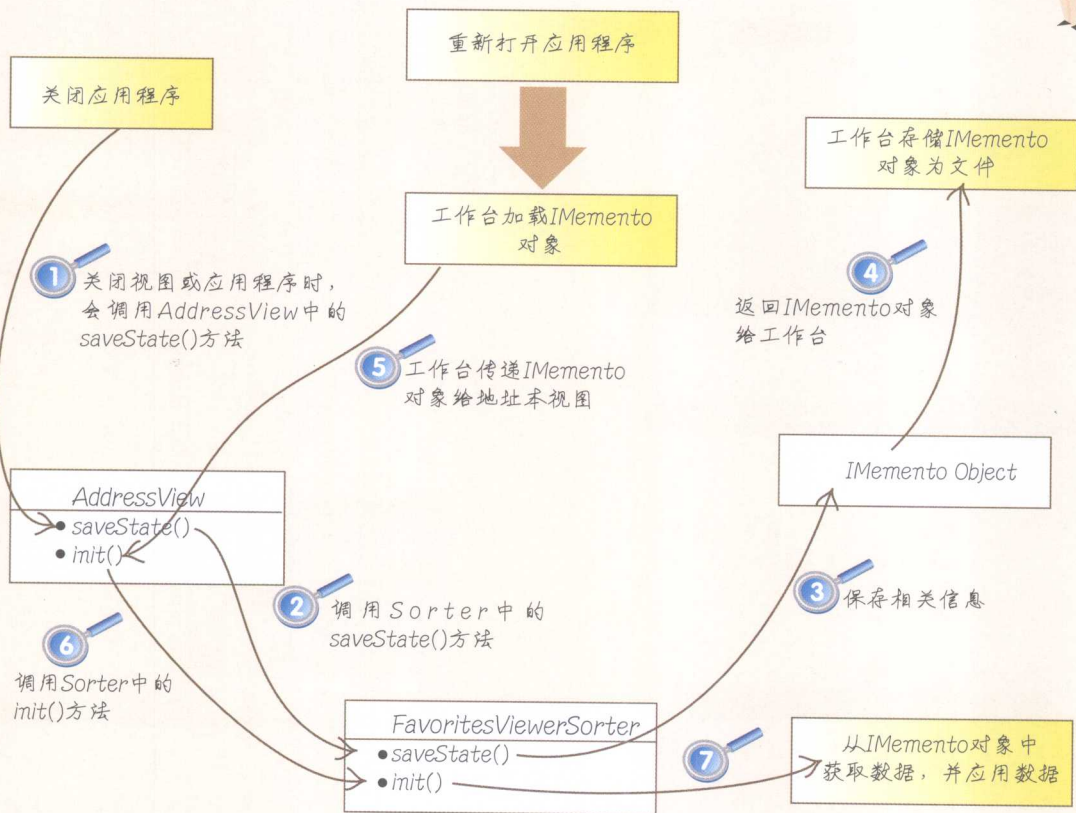 重新打开应用程序
关闭应用程序
工作台存储IMemento
对象为文件
工作台加载IMemento
对象
1
关闭视图或应用程序时，
会调用AddressView中的
saveState()方法
4
返回IMemento对象
给工作台
5
工作台传递IMemento
对象给地址本视图
IMemento Object
AddressView
• saveState()
• init()
2
调用Sorter中的
saveState()方法
3
保存相关信息
6
调用Sorter中的
init()方法
FavoritesViewerSorter
• saveState()
• init()
7
从IMemento对象中
获取数据，并应用数据